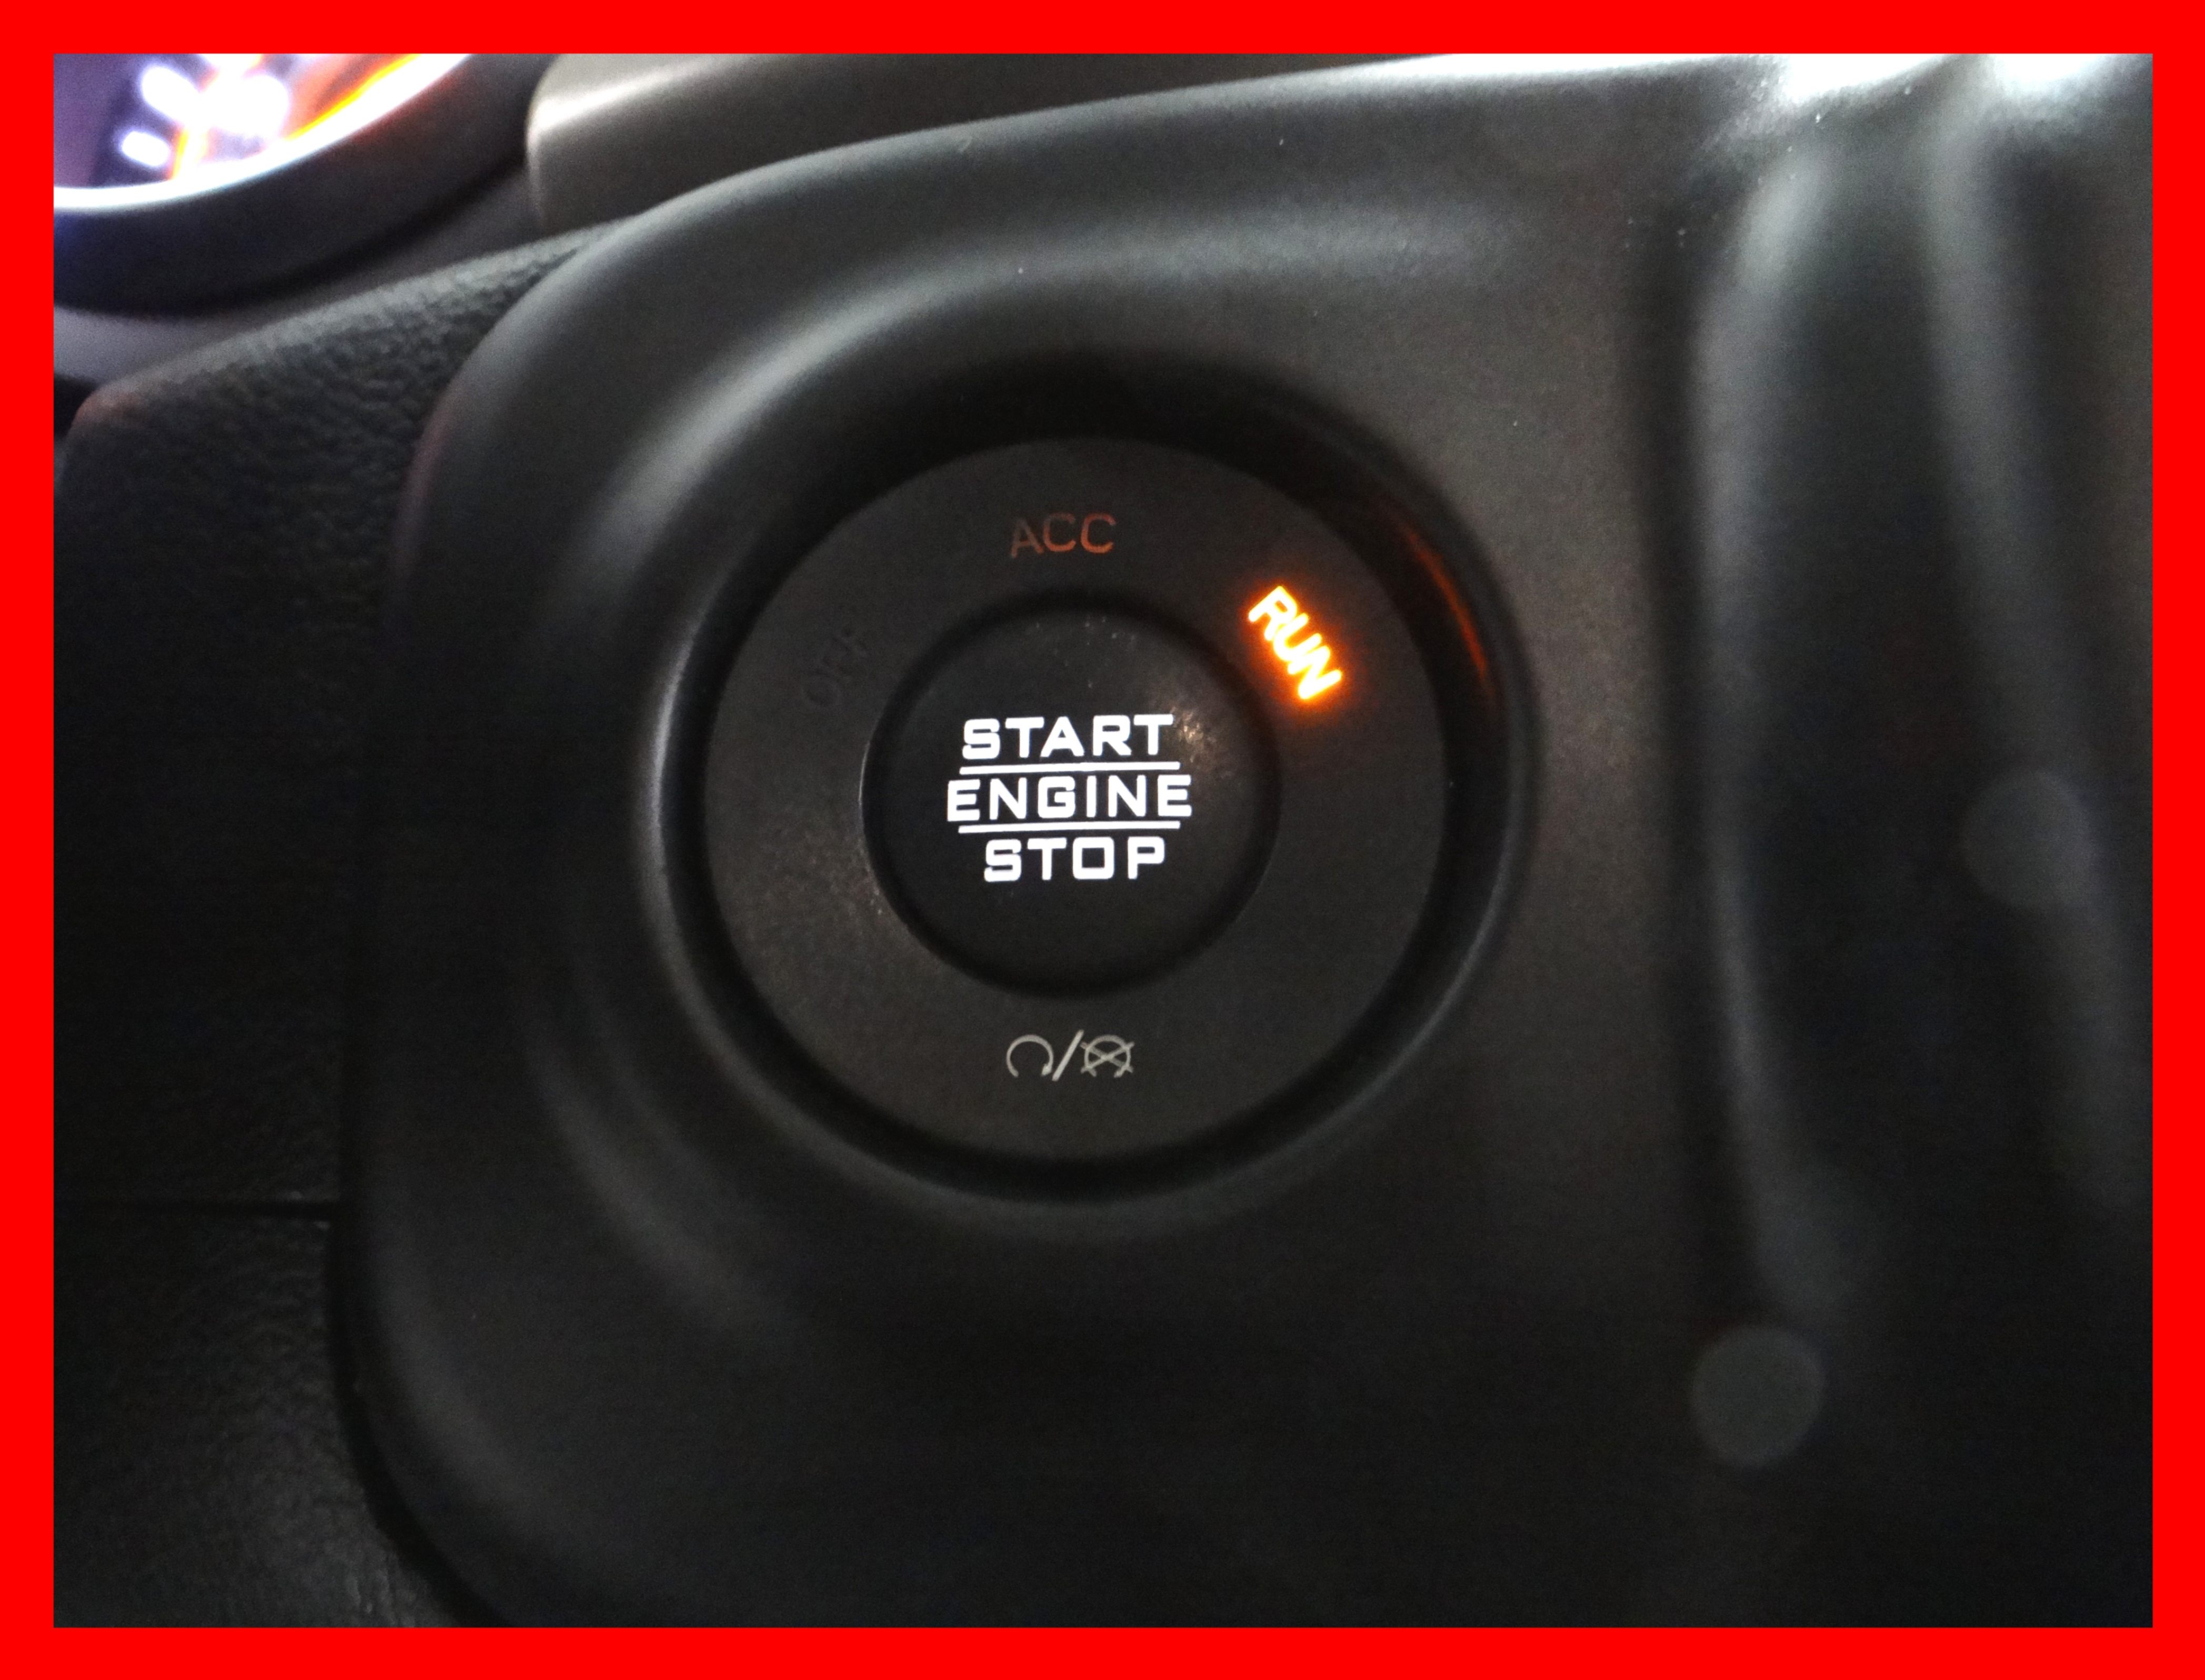 ACC
OFF
RUN
START
ENGINE
STOP